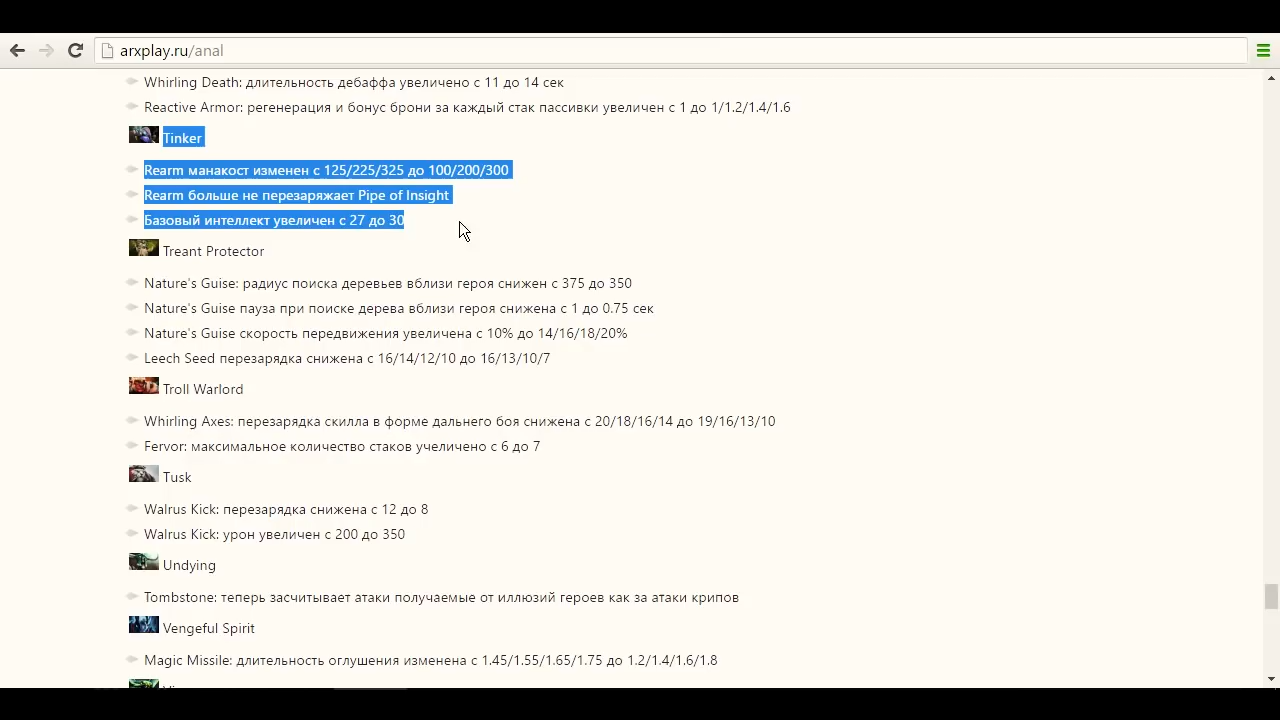 arxplay.ru/anal
Whirling Death: длительность дебаффа увеличено с 11 до 14 сек
Reactive Armor: регенерация и бонус брони за каждый стак пассивки увеличен с 1 до 1/1.2/1.4/1.6
Tinker
Rearm манакост изменен с 125/225/325 до 100/200/300
Rearm больше не перезаряжает Pipe of Insight
Базовый интеллект увеличен с 27 до 30
Treant Protector
Nature's Guise: радиус поиска деревьев вблизи героя снижен с 375 до 350
Nature's Guise пауза при поиске дерева вблизи героя снижена с 1 до 0.75 сек
Nature's Guise скорость передвижения увеличена с 10% до 14/16/18/20%
Leech Seed перезарядка снижена с 16/14/12/10 до 16/13/10/7
Troll Warlord
Whirling Axes: перезарядка скилла в форме дальнего боя снижена с 20/18/16/14 до 19/16/13/10
Fervor: максимальное количество стаков учеличено с 6 до 7
Tusk
Walrus Kick: перезарядка снижена с 12 до 8
Walrus Kick: урон увеличен с 200 до 350
Undying
Tombstone: теперь засчитывает атаки получаемые от иллюзий героев как за атаки крипов
Vengeful Spirit
Magic Missile: длительность оглушения изменена с 1.45/1.55/1.65/1.75 до 1.2/1.4/1.6/1.8